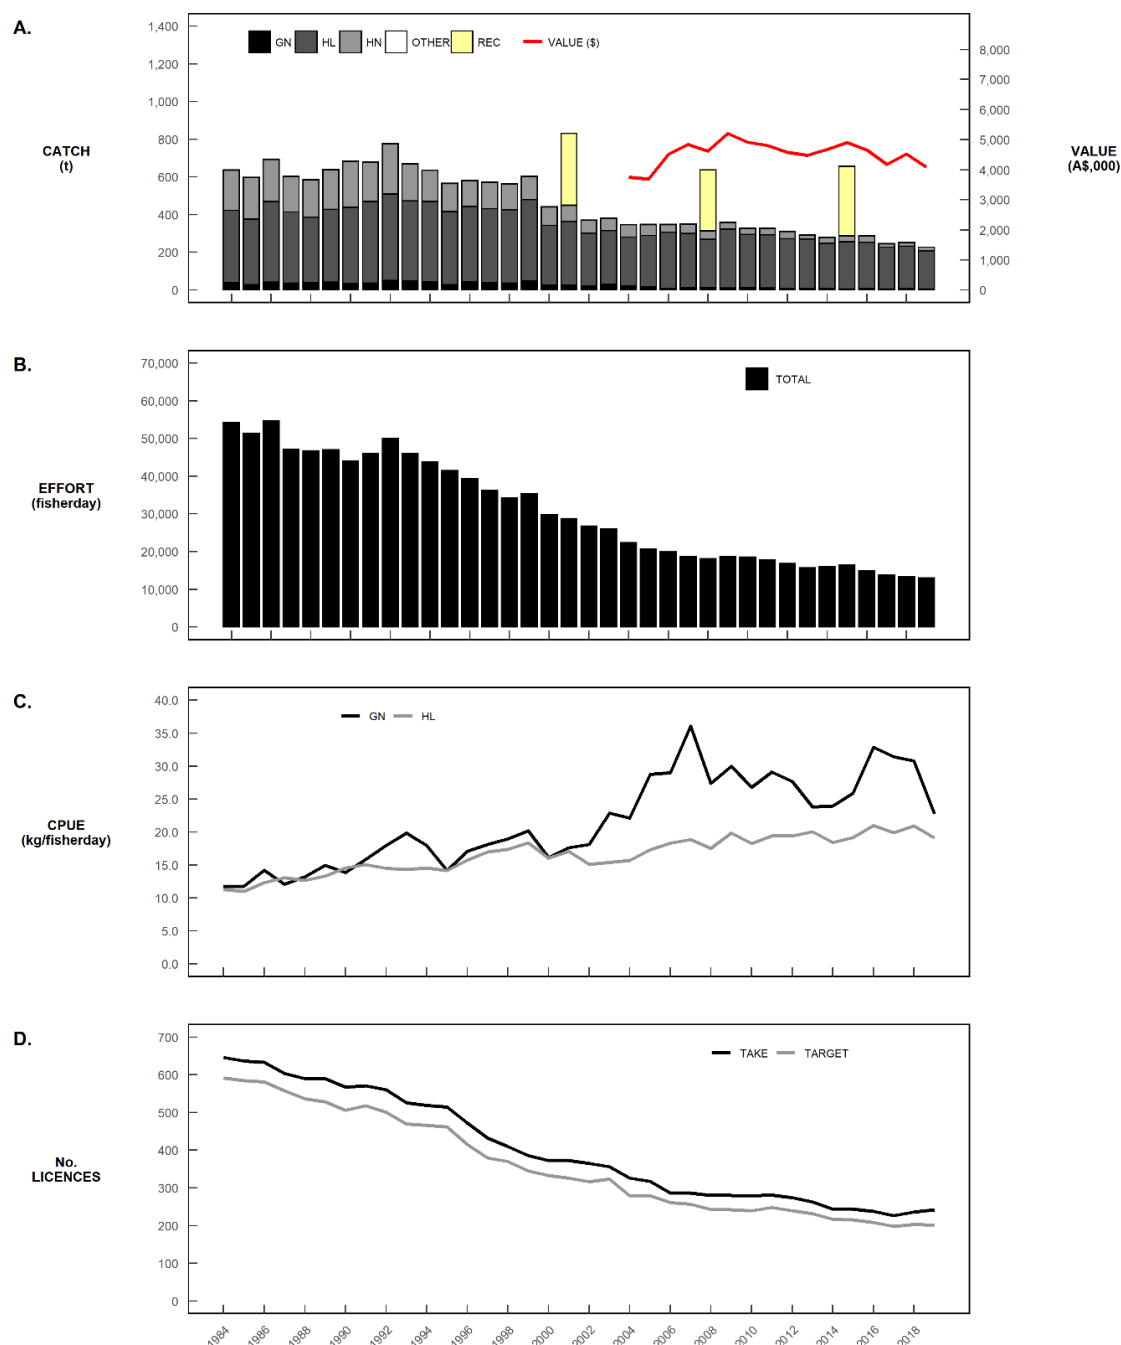 A.
1,400
1,200
1,000
800
600
400
200
0
CATCH
(t)
GN HL HN OTHER REC VALUE ($)
8,000
7,000
6,000
5,000
4,000
3,000
2,000
1,000
0
VALUE
(A$,000)
B.
70,000
60,000
50,000
40,000
30,000
20,000
10,000
0
EFFORT
(fisherday)
TOTAL
C.
40.0
35.0
30.0
25.0
20.0
15.0
10.0
5.0
0.0
CPUE
(kg/fisherday)
GN HL
D.
700
600
500
400
300
200
100
0
No.
LICENCES
TAKE TARGET
1984 1986 1988 1990 1992 1994 1996 1998 2000 2002 2004 2006 2008 2010 2012 2014 2016 2018